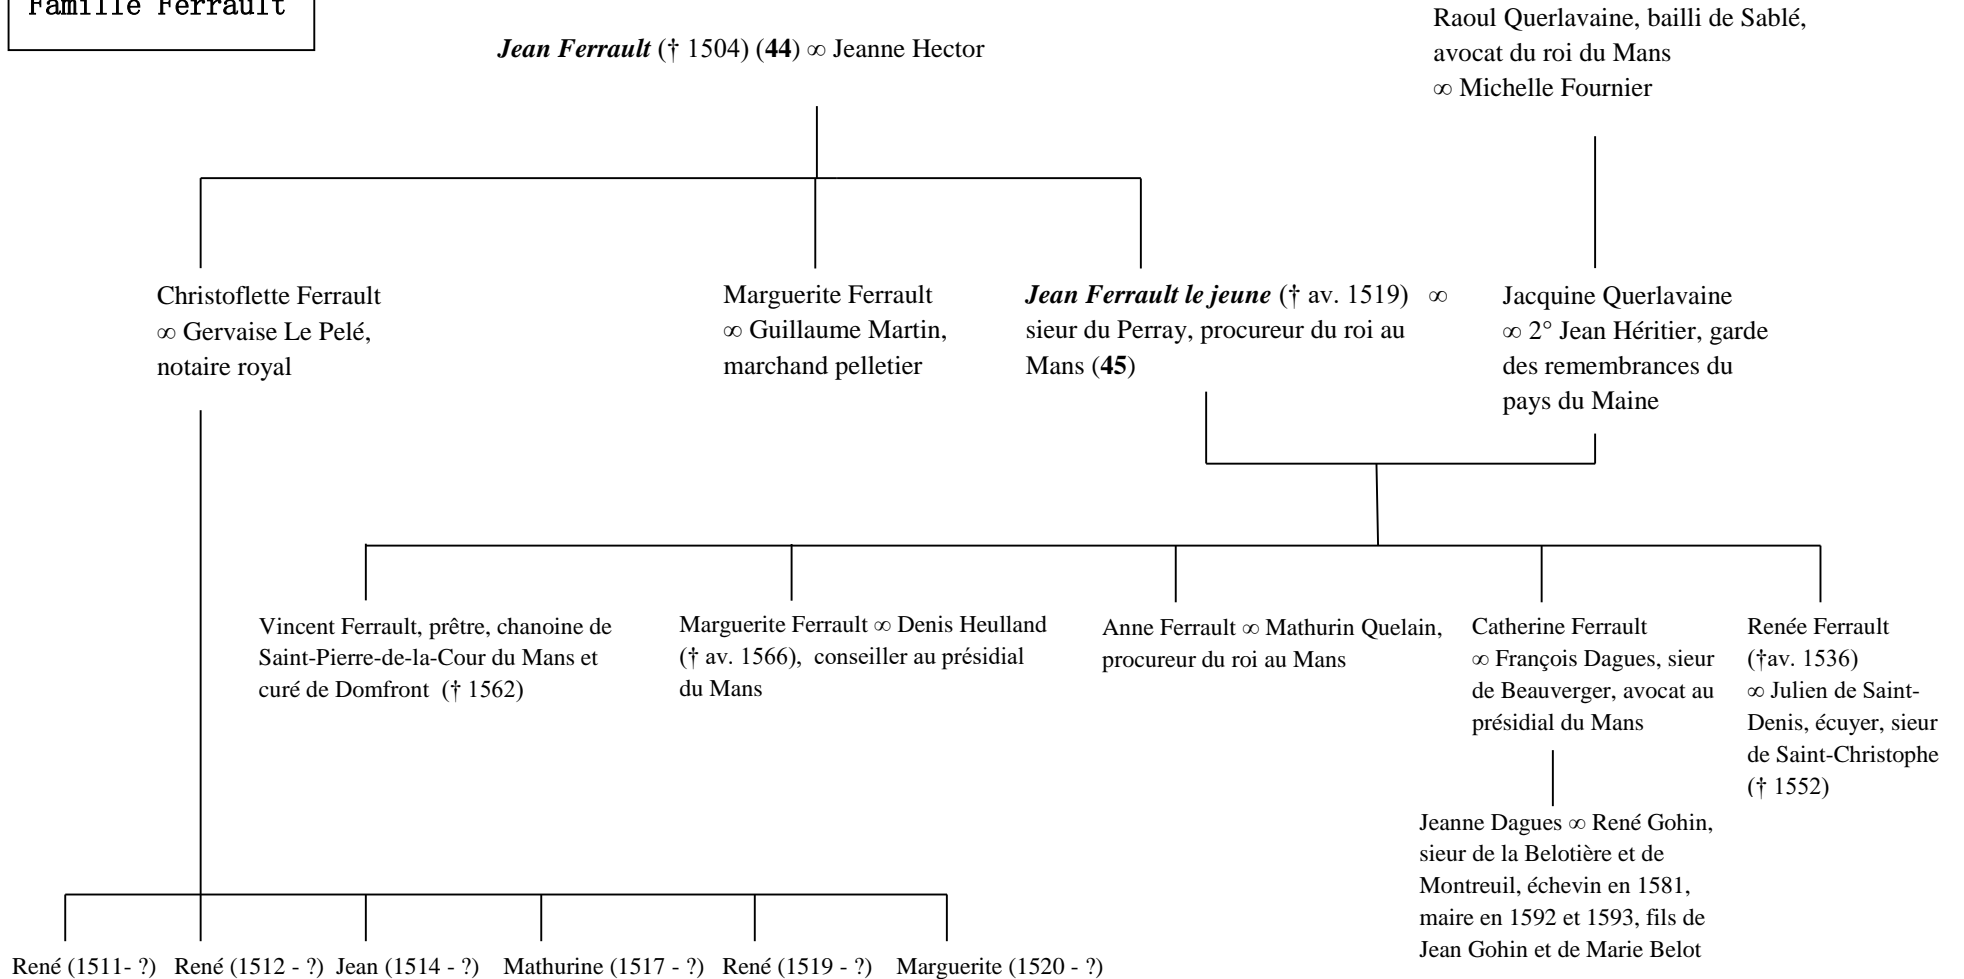 Famille Ferrault
Jean Ferrault († 1504) (44) ∞ Jeanne Hector
Raoul Querlavaine, bailli de Sablé,
avocat du roi du Mans
∞ Michelle Fournier
Christoflette Ferrault
∞ Gervaise Le Pelé,
notaire royal
Marguerite Ferrault
∞ Guillaume Martin,
marchand pelletier
Jean Ferrault le jeune († av. 1519) ∞
sieur du Perray, procureur du roi au
Mans (45)
Jacquine Querlavaine
∞ 2° Jean Héritier, garde
des remembrances du
pays du Maine
Vincent Ferrault, prêtre, chanoine de
Saint-Pierre-de-la-Cour du Mans et
curé de Domfront († 1562)
Marguerite Ferrault ∞ Denis Heulland
(† av. 1566), conseiller au présidial
du Mans
Anne Ferrault ∞ Mathurin Quelain,
procureur du roi au Mans
Catherine Ferrault
∞ François Dagues, sieur
de Beauverger, avocat au
présidial du Mans
Renée Ferrault
(†av. 1536)
∞ Julien de Saint-
Denis, écuyer, sieur
de Saint-Christophe
(† 1552)
Jeanne Dagues ∞ René Gohin,
sieur de la Belotière et de
Montreuil, échevin en 1581,
maire en 1592 et 1593, fils de
Jean Gohin et de Marie Belot
René (1511- ?) René (1512 - ?) Jean (1514 - ?) Mathurine (1517 - ?) René (1519 - ?) Marguerite (1520 - ?)